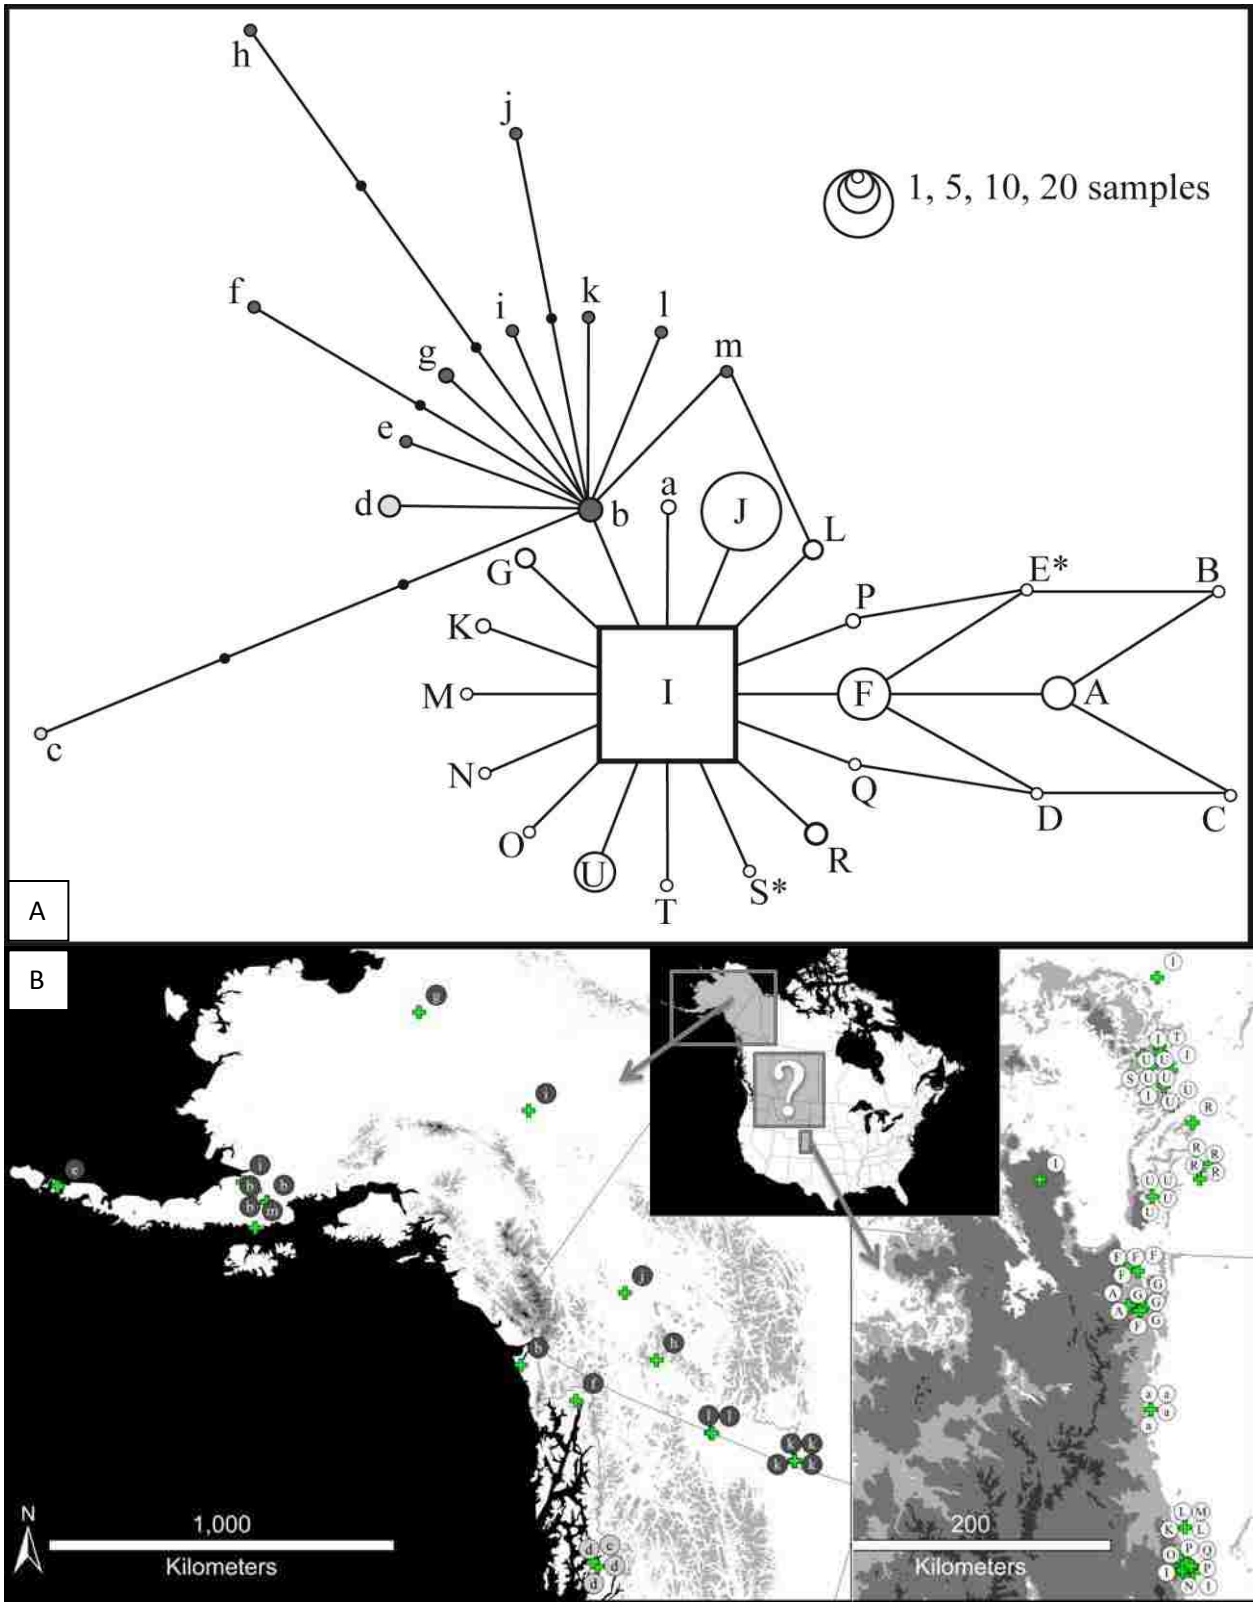 h
j
1, 5, 10, 20 samples
f
i
k
l
g
m
e
d
b
a
J
L
G
E*
B
P
K
I
F
A
M
c
N
Q
D
C
O
U
R
T
S*
A
B
g
I
I T
U U I
S U U
I U U
?
R
R R
R R
I
U U
U U
U
b
b
b m
j
h
b
f
k k
k k
F F F
F
A G G
A G
F G
a a
a
a
N
1,000
Kilometers
d c
d
d
200
Kilometers
L M
K L
P Q
O P
I
N I